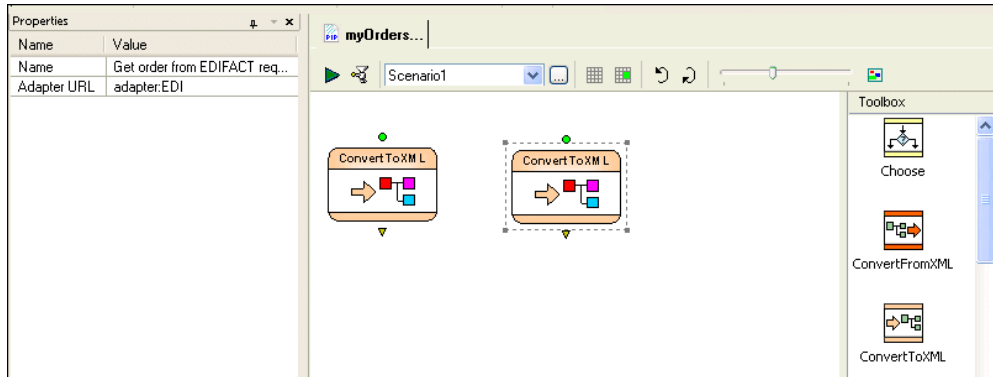 Properties
Name Value
Name Get order from EDIFACT req...
Adapter URL adapter:EDI
PIP myOrders...
Scenario1
...
Toolbox
ConvertToXML
ConvertToXML
?
Choose
ConvertFromXML
ConvertToXML